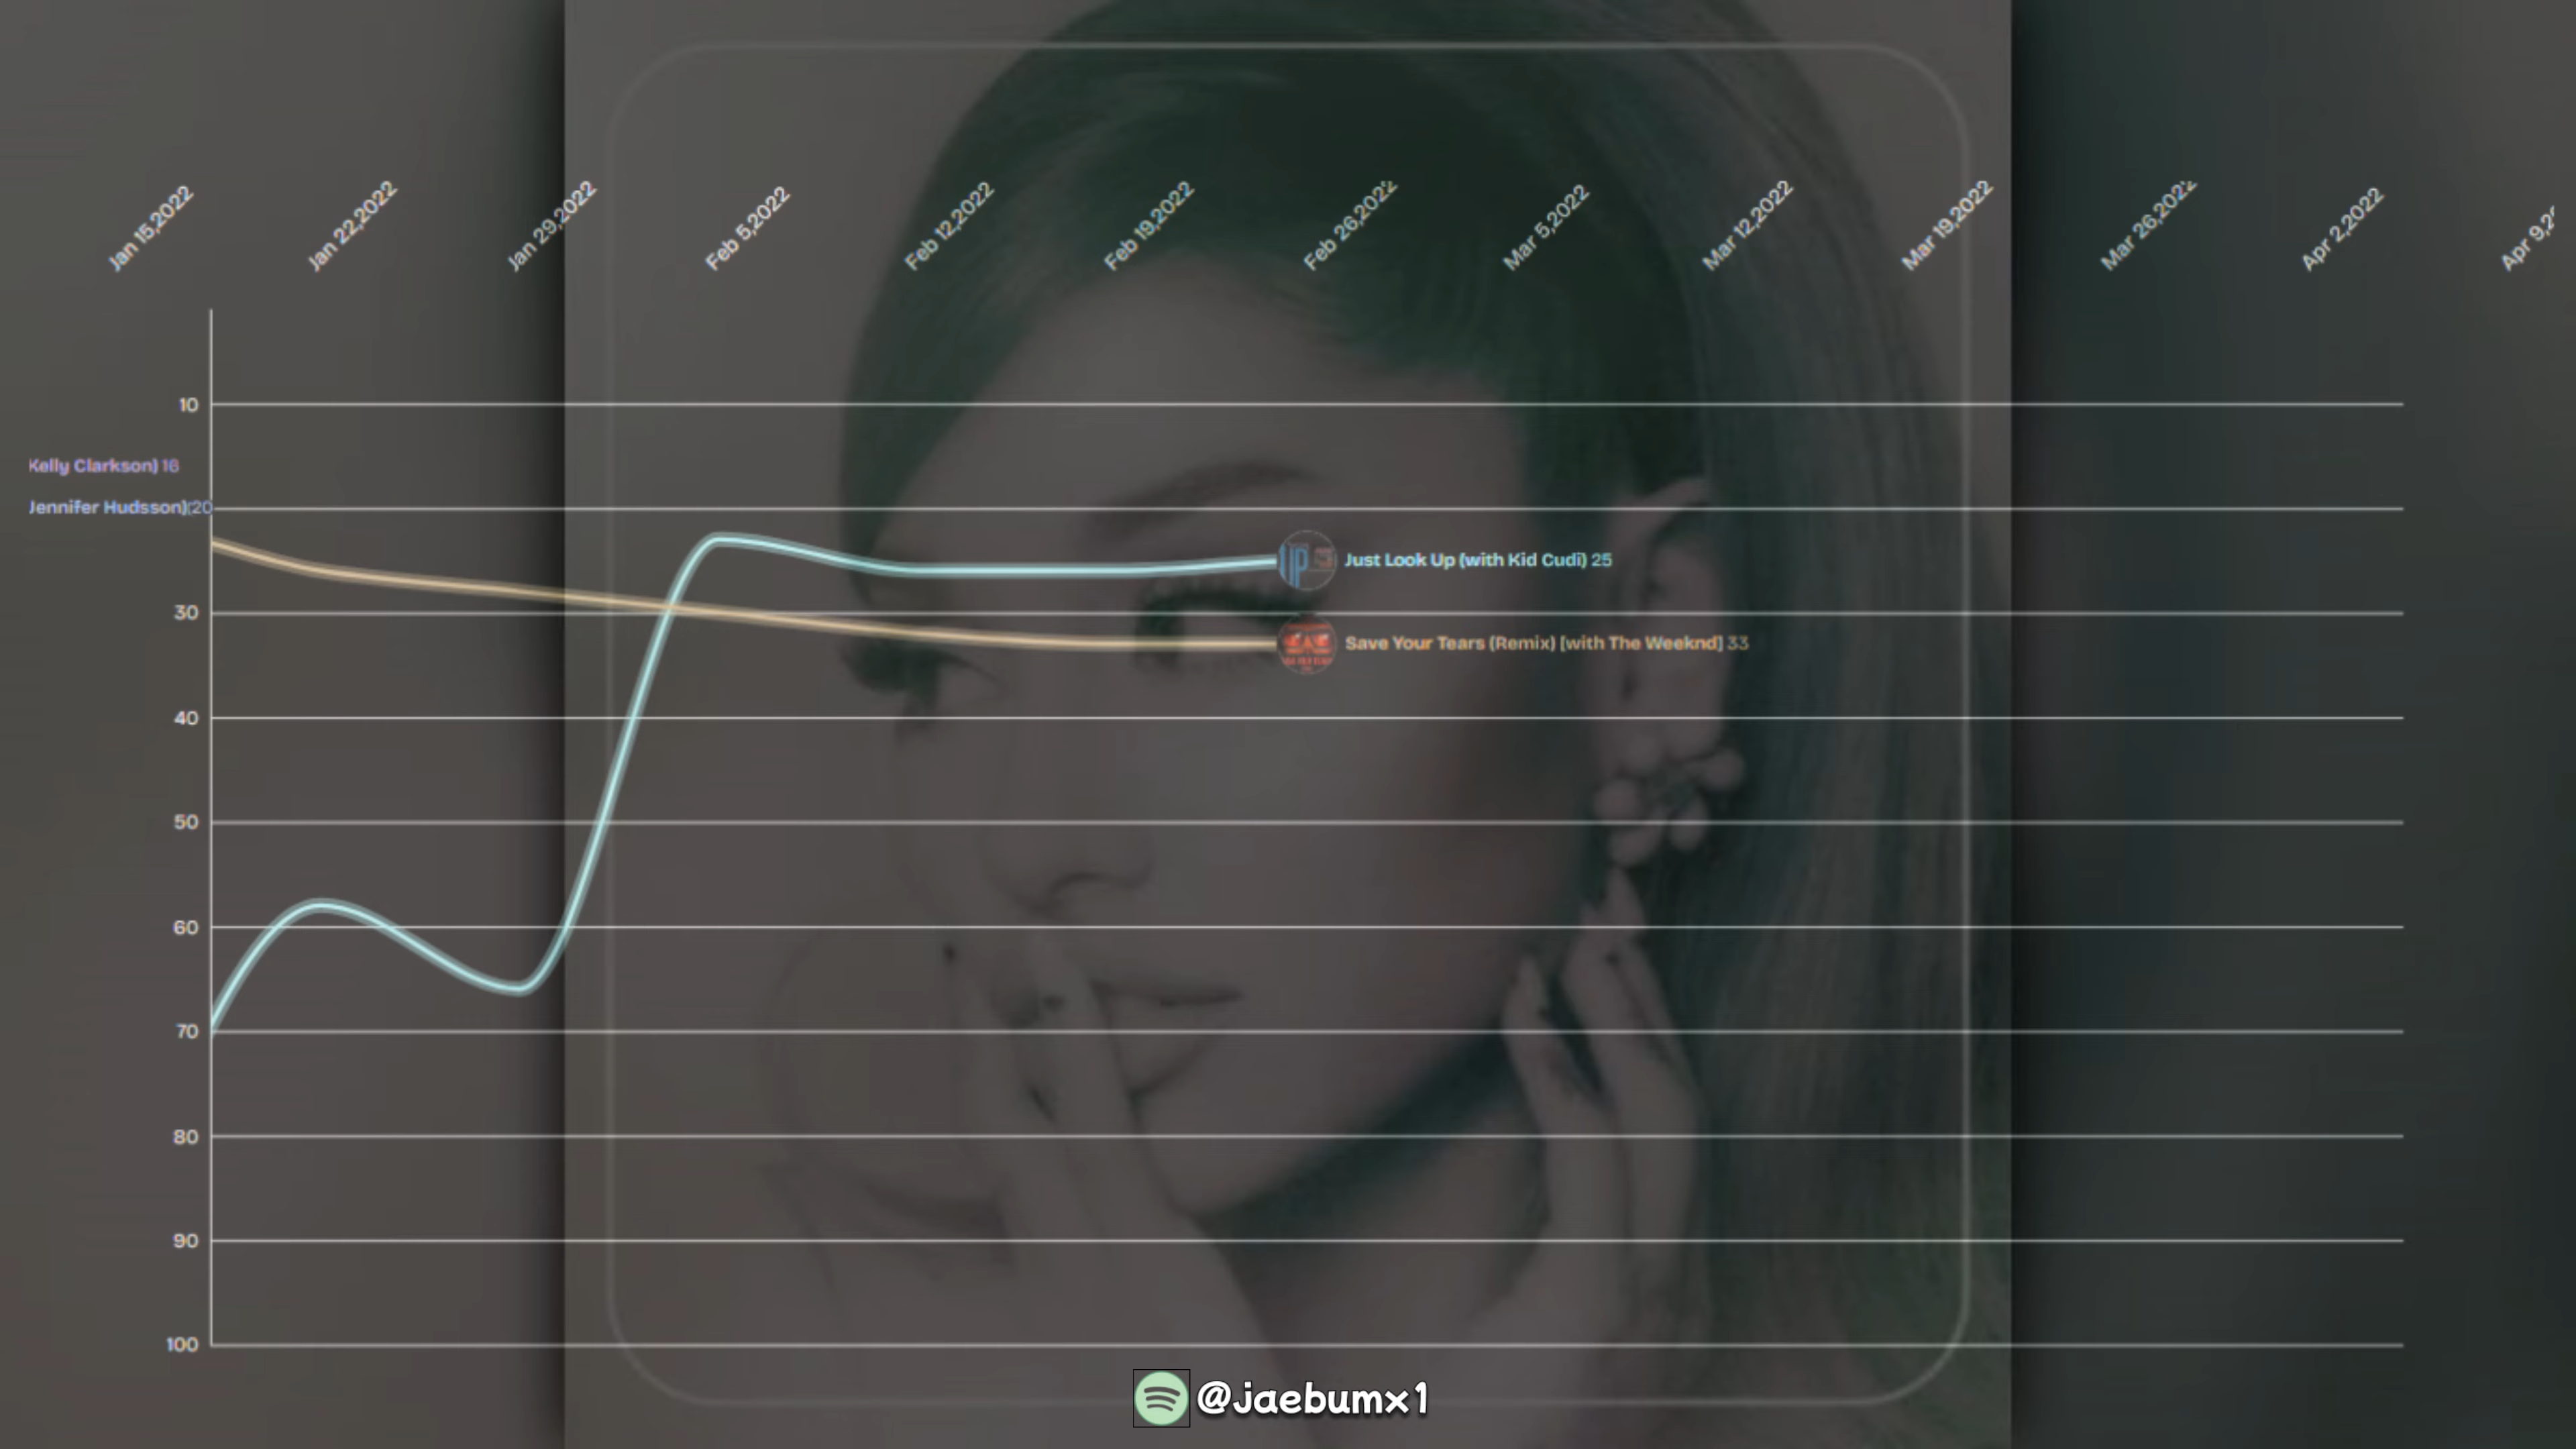 Jan 15,2022
Jan 22,2022
Jan 29,2022
Feb 5,2022
Feb 12,2022
Feb 19,2022
Feb 26,2022
Mar 5,2022
Mar 12,2022
Mar 19,2022
Mar 26,2022
Apr 2,2022
Apr 9,2
10
Kelly Clarkson) 16
Jennifer Hudsson) 20
Just Look Up (with Kid Cudi) 25
30
Save Your Tears (Remix) [with The Weeknd] 33
40
50
60
70
80
90
100
@jaebumx1